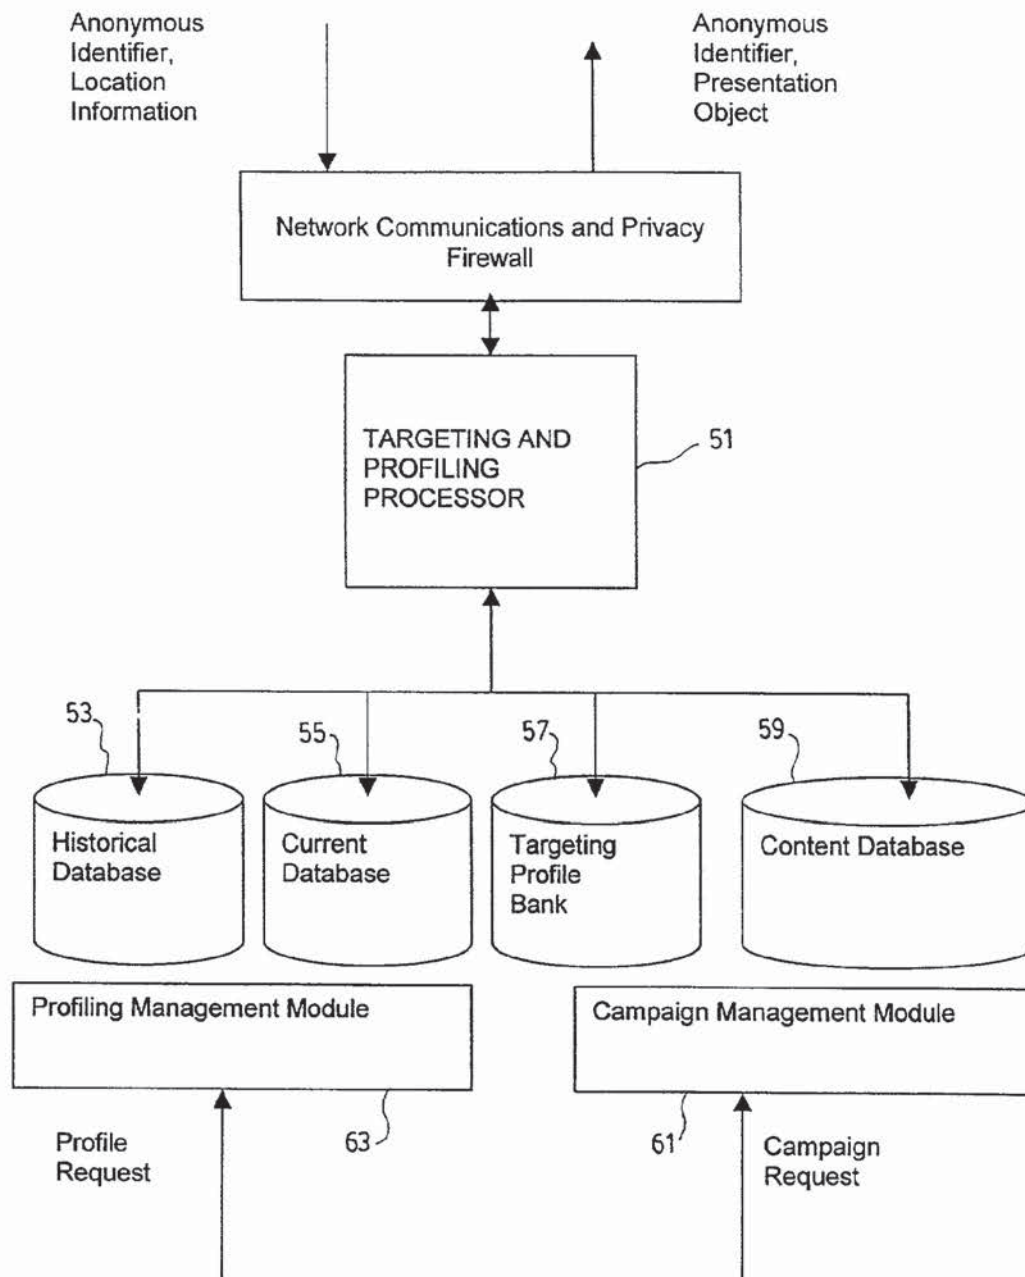 Anonymous
Identifier,
Location
Information
Anonymous
Identifier,
Presentation
Object
Network Communications and Privacy
Firewall
TARGETING AND
PROFILING
PROCESSOR
51
53
55
57
59
Historical
Database
Current
Database
Targeting
Profile
Bank
Content Database
Profiling Management Module
Campaign Management Module
63
61
Profile
Request
Campaign
Request